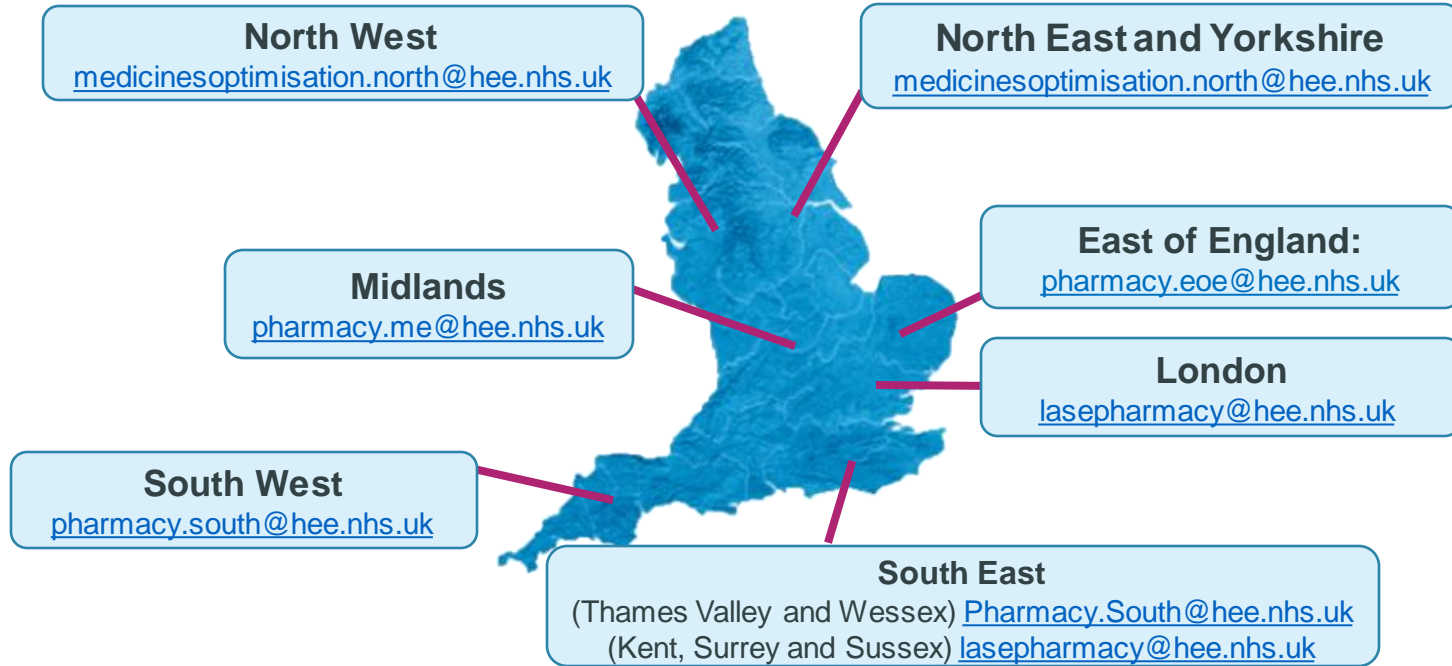 North West
medicinesoptimisation.north@hee.nhs.uk
North East and Yorkshire
medicinesoptimisation.north@hee.nhs.uk
East of England:
pharmacy.eoe@hee.nhs.uk
Midlands
pharmacy.me@hee.nhs.uk
London
lasepharmacy@hee.nhs.uk
South West
pharmacy.south@hee.nhs.uk
South East
(Thames Valley and Wessex) Pharmacy.South@hee.nhs.uk
(Kent, Surrey and Sussex) lasepharmacy@hee.nhs.uk